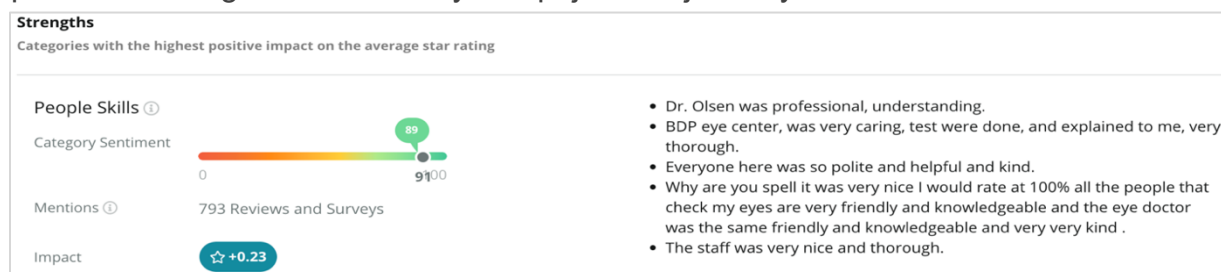 Strengths
Categories with the highest positive impact on the average star rating
People Skills
Category Sentiment
89
0
91
100
Mentions
793 Reviews and Surveys
Impact
+0.23
• Dr. Olsen was professional, understanding.
• BDP eye center, was very caring, test were done, and explained to me, very
thorough.
• Everyone here was so polite and helpful and kind.
• Why are you spell it was very nice I would rate at 100% all the people that
check my eyes are very friendly and knowledgeable and the eye doctor
was the same friendly and knowledgeable and very very kind .
• The staff was very nice and thorough.